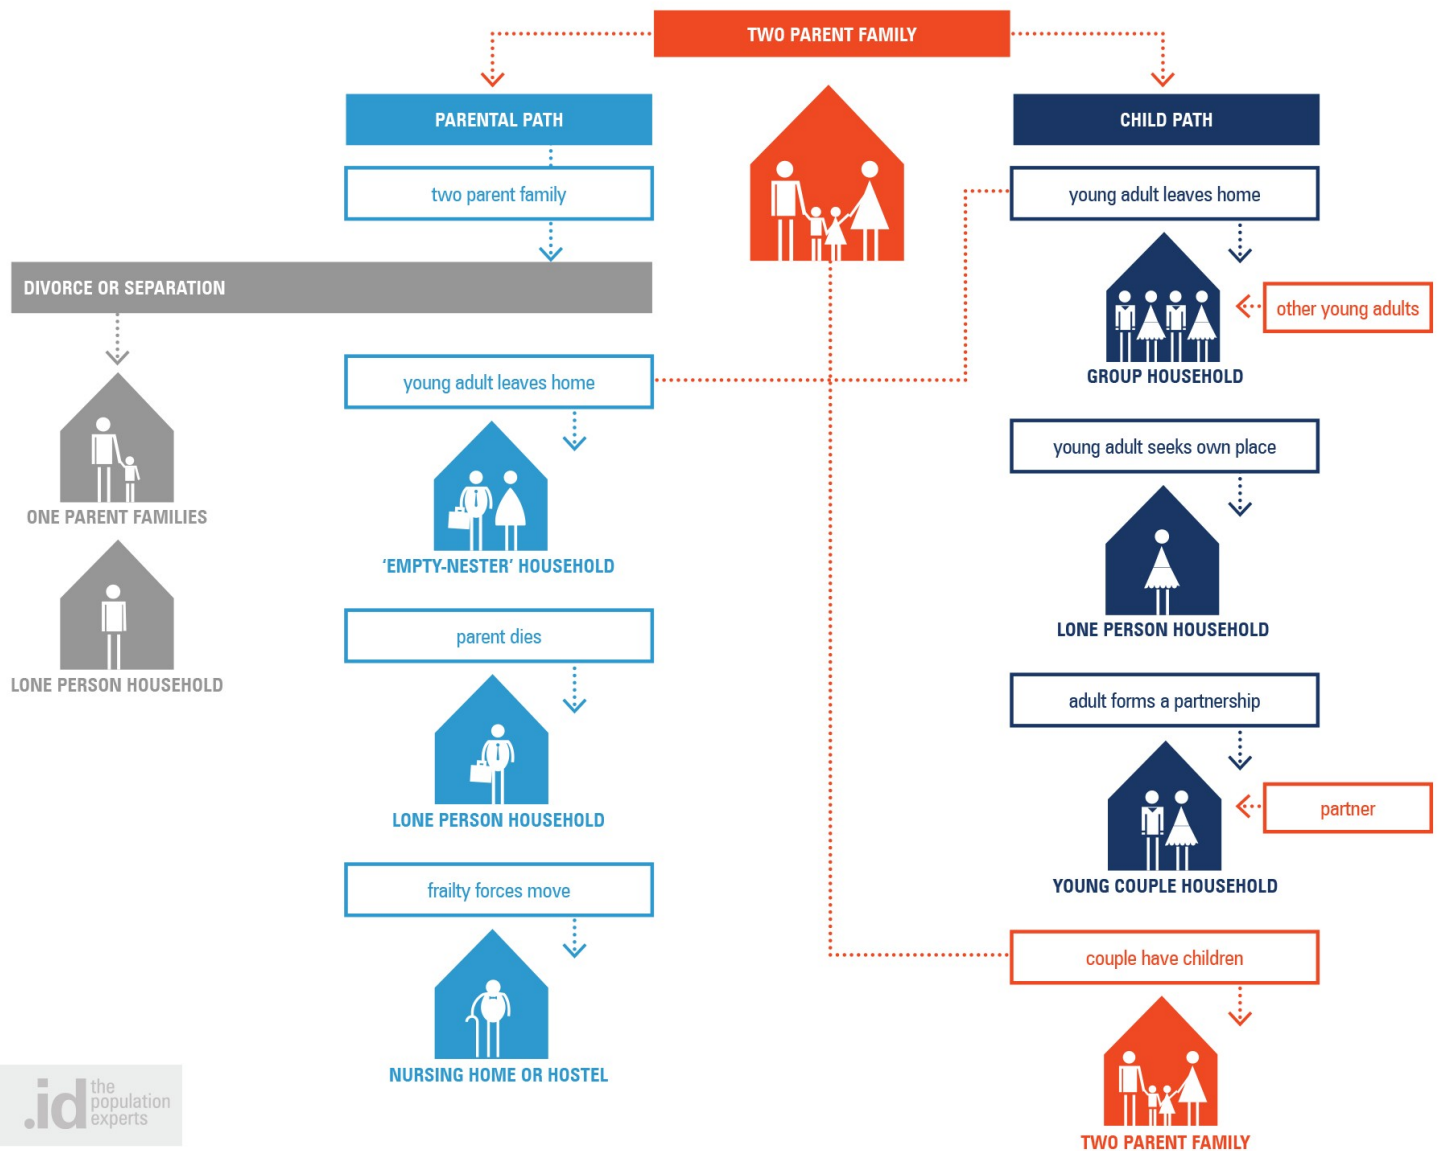 TWO PARENT FAMILY
PARENTAL PATH
two parent family
DIVORCE OR SEPARATION
ONE PARENT FAMILIES
LONE PERSON HOUSEHOLD
young adult leaves home
‘EMPTY-NESTER’ HOUSEHOLD
parent dies
LONE PERSON HOUSEHOLD
frailty forces move
NURSING HOME OR HOSTEL
CHILD PATH
young adult leaves home
other young adults
GROUP HOUSEHOLD
young adult seeks own place
LONE PERSON HOUSEHOLD
adult forms a partnership
partner
YOUNG COUPLE HOUSEHOLD
couple have children
TWO PARENT FAMILY
.id
the
population
experts